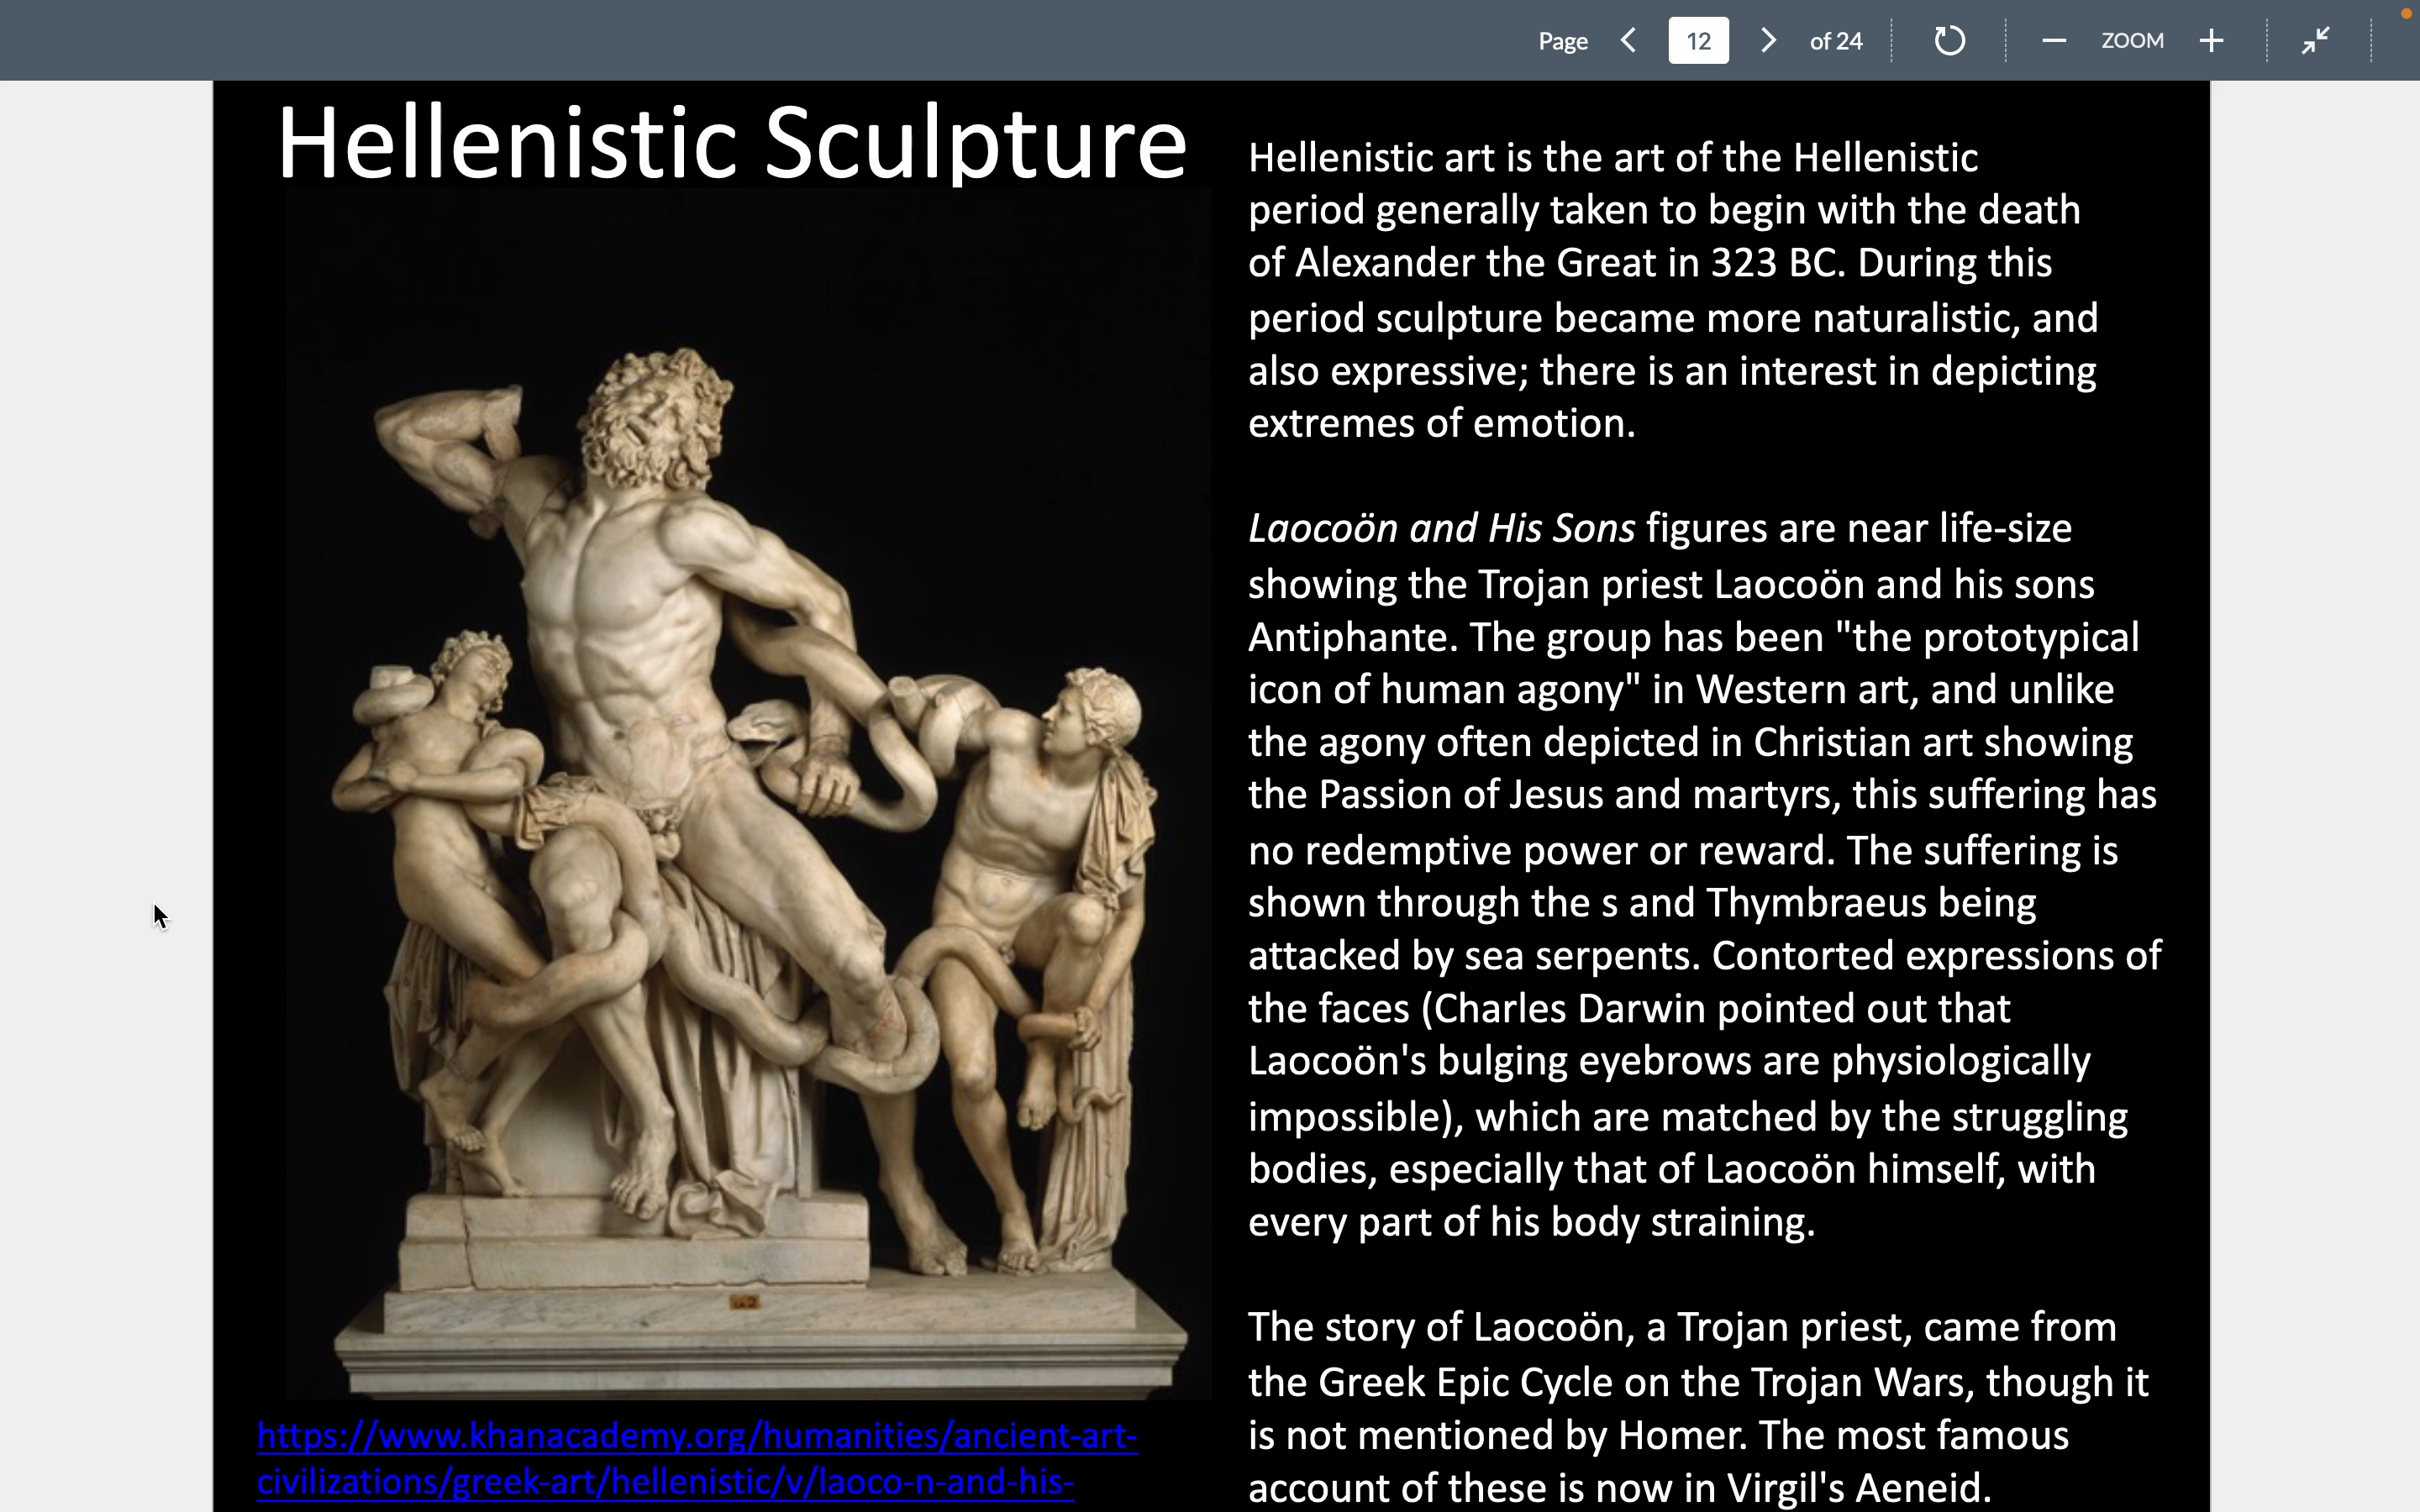 Page 12 of 24 ZOOM
Hellenistic Sculpture
Hellenistic art is the art of the Hellenistic
period generally taken to begin with the death
of Alexander the Great in 323 BC. During this
period sculpture became more naturalistic, and
also expressive; there is an interest in depicting
extremes of emotion.
Laocoön and His Sons figures are near life-size
showing the Trojan priest Laocoön and his sons
Antiphante. The group has been "the prototypical
icon of human agony" in Western art, and unlike
the agony often depicted in Christian art showing
the Passion of Jesus and martyrs, this suffering has
no redemptive power or reward. The suffering is
shown through the s and Thymbraeus being
attacked by sea serpents. Contorted expressions of
the faces (Charles Darwin pointed out that
Laocoön's bulging eyebrows are physiologically
impossible), which are matched by the struggling
bodies, especially that of Laocoön himself, with
every part of his body straining.
The story of Laocoön, a Trojan priest, came from
the Greek Epic Cycle on the Trojan Wars, though it
is not mentioned by Homer. The most famous
account of these is now in Virgil's Aeneid.
https://www.khanacademy.org/humanities/ancient-art-
civilizations/greek-art/hellenistic/v/laoco-n-and-his-